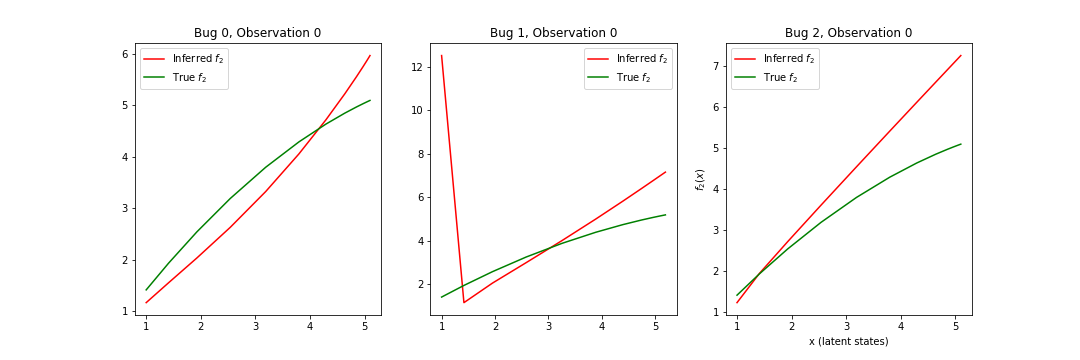 Bug 0, Observation 0
Inferred f₂
True f₂
6
5
4
3
2
1
1 2 3 4 5
Bug 1, Observation 0
Inferred f₂
True f₂
12
10
8
6
4
2
1 2 3 4 5
Bug 2, Observation 0
Inferred f₂
True f₂
f₂(x)
7
6
5
4
3
2
1
1 2 3 4 5
x (latent states)